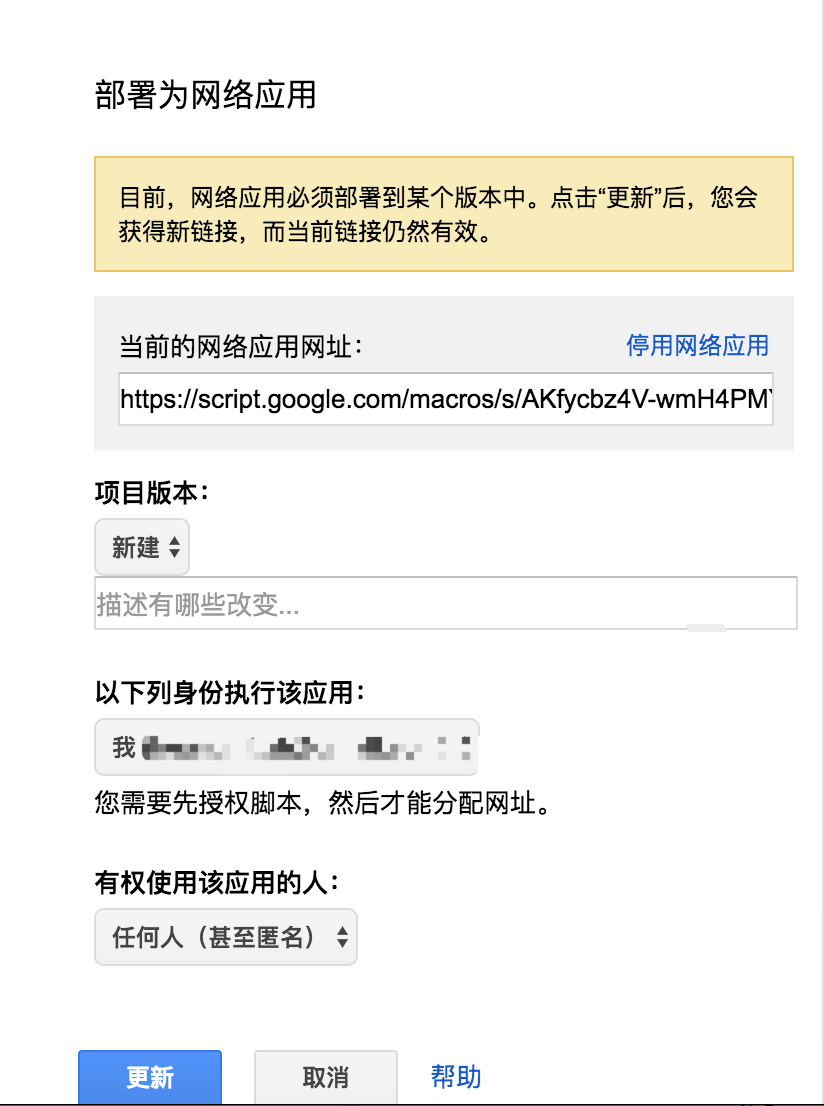 部署为网络应用
目前，网络应用必须部署到某个版本中。点击“更新”后，您会
获得新链接，而当前链接仍然有效。
当前的网络应用网址：
停用网络应用
https://script.google.com/macros/s/AKfycbz4V-wmH4PM
项目版本：
新建
描述有哪些改变...
以下列身份执行该应用：
我
您需要先授权脚本，然后才能分配网址。
有权使用该应用的人：
任何人（甚至匿名）
更新
取消
帮助